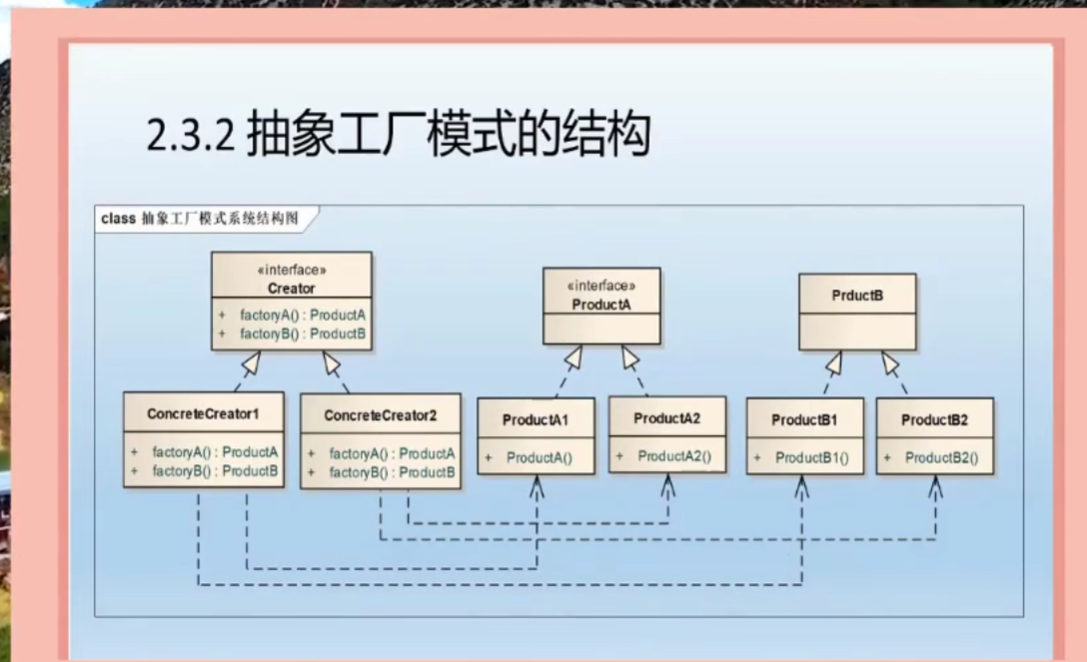 2.3.2 抽象工厂模式的结构
class 抽象工厂模式系统结构图
«interface»
Creator
+ factoryA() : ProductA
+ factoryB() : ProductB
«interface»
ProductA
PrductB
ConcreteCreator1
+ factoryA() : ProductA
+ factoryB() : ProductB
ConcreteCreator2
+ factoryA() : ProductA
+ factoryB() : ProductB
ProductA1
+ ProductA()
ProductA2
+ ProductA2()
ProductB1
+ ProductB1()
ProductB2
+ ProductB2()